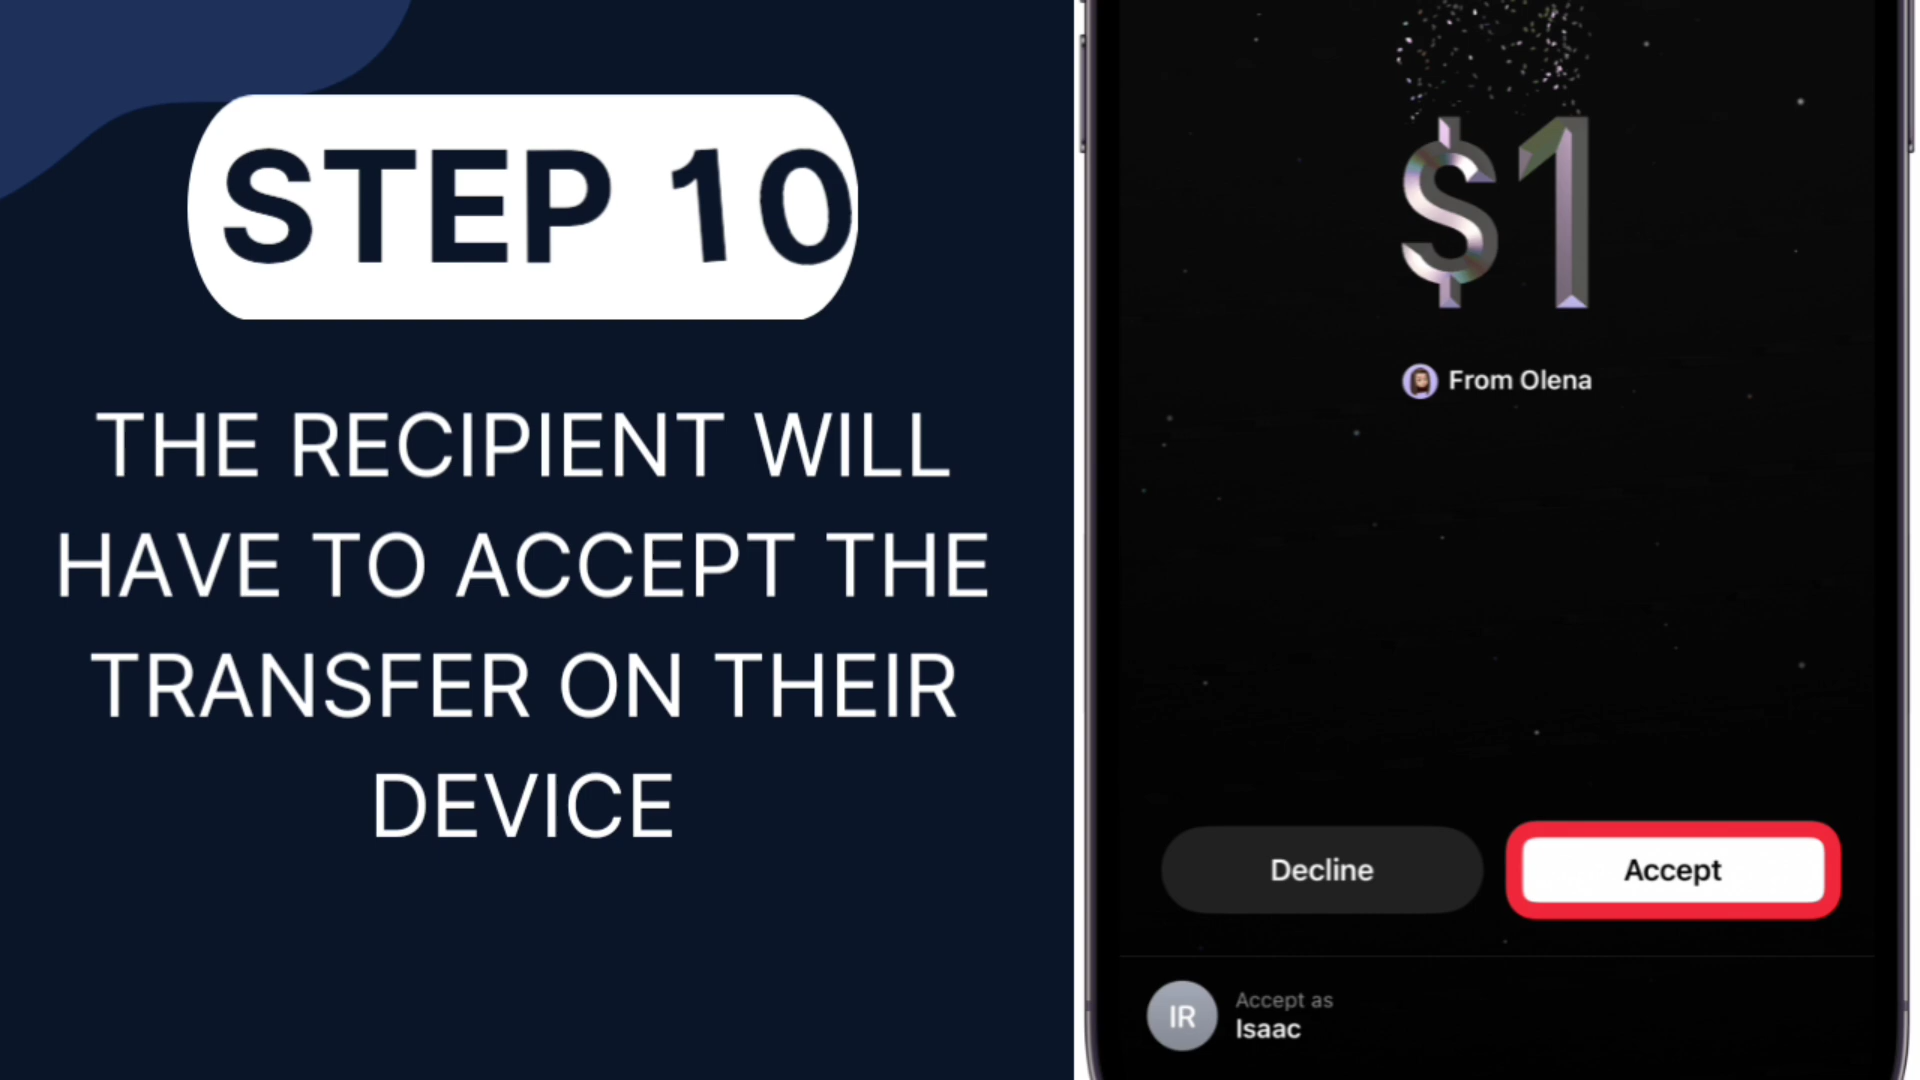 STEP 10
THE RECIPIENT WILL
HAVE TO ACCEPT THE
TRANSFER ON THEIR
DEVICE
$1
From Olena
Decline
Accept
IR
Accept as
Isaac